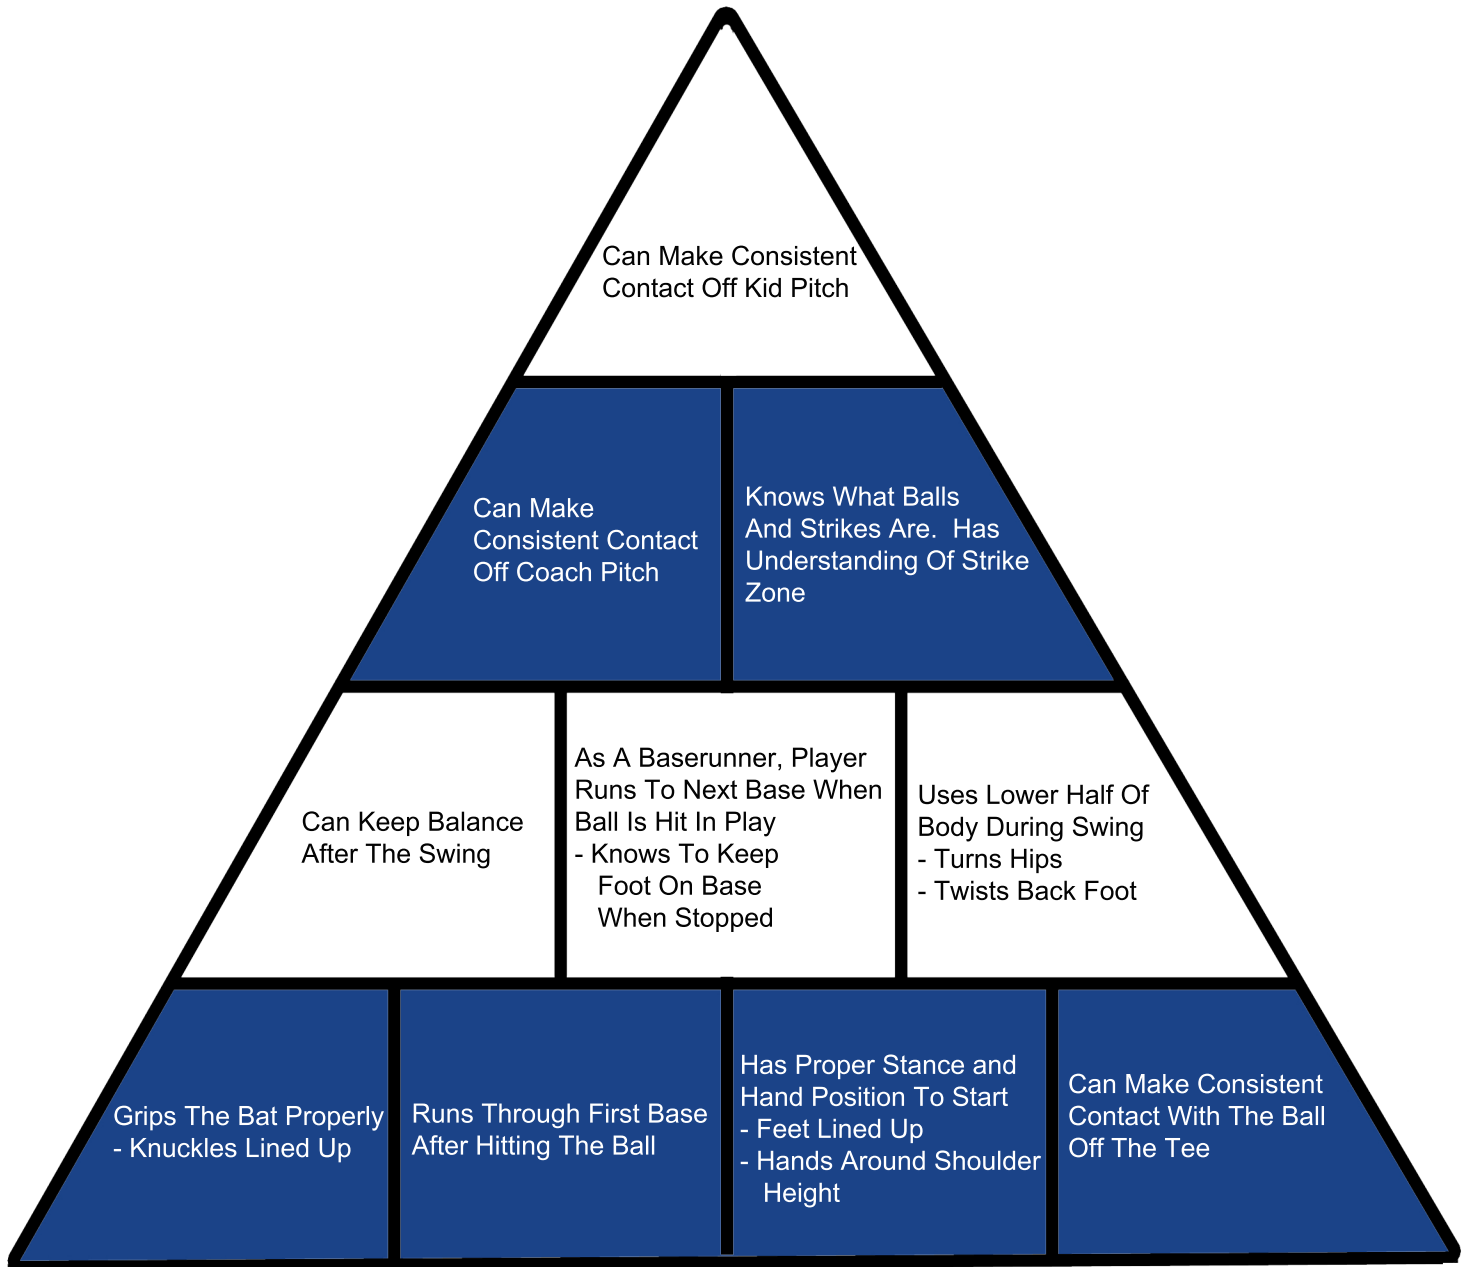 Can Make Consistent
Contact Off Kid Pitch
Can Make
Consistent Contact
Off Coach Pitch
Knows What Balls
And Strikes Are.  Has
Understanding Of Strike
Zone
Can Keep Balance
After The Swing
As A Baserunner, Player
Runs To Next Base When
Ball Is Hit In Play
- Knows To Keep
Foot On Base
When Stopped
Uses Lower Half Of
Body During Swing
- Turns Hips
- Twists Back Foot
Grips The Bat Properly
- Knuckles Lined Up
Runs Through First Base
After Hitting The Ball
Has Proper Stance and
Hand Position To Start
- Feet Lined Up
- Hands Around Shoulder
Height
Can Make Consistent
Contact With The Ball
Off The Tee